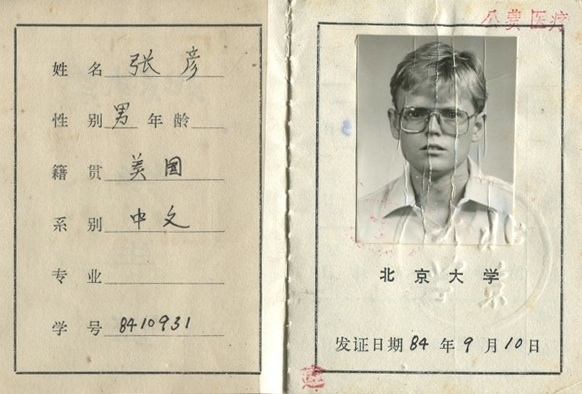 姓名 张彦
性别 男 年龄
籍贯 美国
系别 中文
专业
学号 8410931
公费医疗
北京大学
发证日期 84 年 9 月 10 日